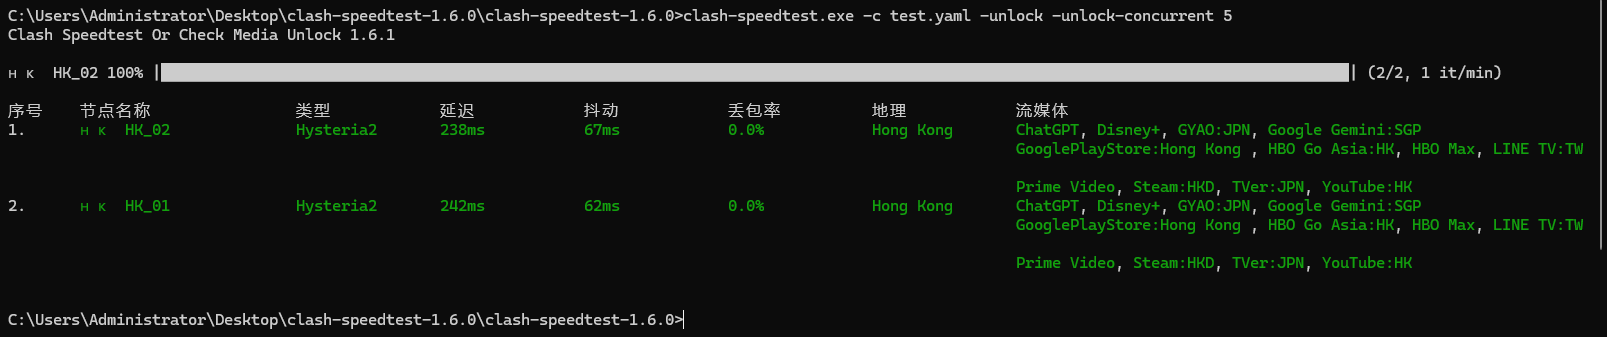 C:\Users\Administrator\Desktop\clash-speedtest-1.6.0\clash-speedtest-1.6.0>clash-speedtest.exe -c test.yaml -unlock -unlock-concurrent 5
Clash Speedtest Or Check Media Unlock 1.6.1
ʜ ᴋ  HK_02 100% |█| (2/2, 1 it/min)
序号 节点名称 类型 延迟 抖动 丢包率 地理 流媒体
1. ʜ ᴋ  HK_02 Hysteria2 238ms 67ms 0.0% Hong Kong ChatGPT, Disney+, GYAO:JPN, Google Gemini:SGP
GooglePlayStore:Hong Kong , HBO Go Asia:HK, HBO Max, LINE TV:TW
Prime Video, Steam:HKD, TVer:JPN, YouTube:HK
2. ʜ ᴋ  HK_01 Hysteria2 242ms 62ms 0.0% Hong Kong ChatGPT, Disney+, GYAO:JPN, Google Gemini:SGP
GooglePlayStore:Hong Kong , HBO Go Asia:HK, HBO Max, LINE TV:TW
Prime Video, Steam:HKD, TVer:JPN, YouTube:HK
C:\Users\Administrator\Desktop\clash-speedtest-1.6.0\clash-speedtest-1.6.0>